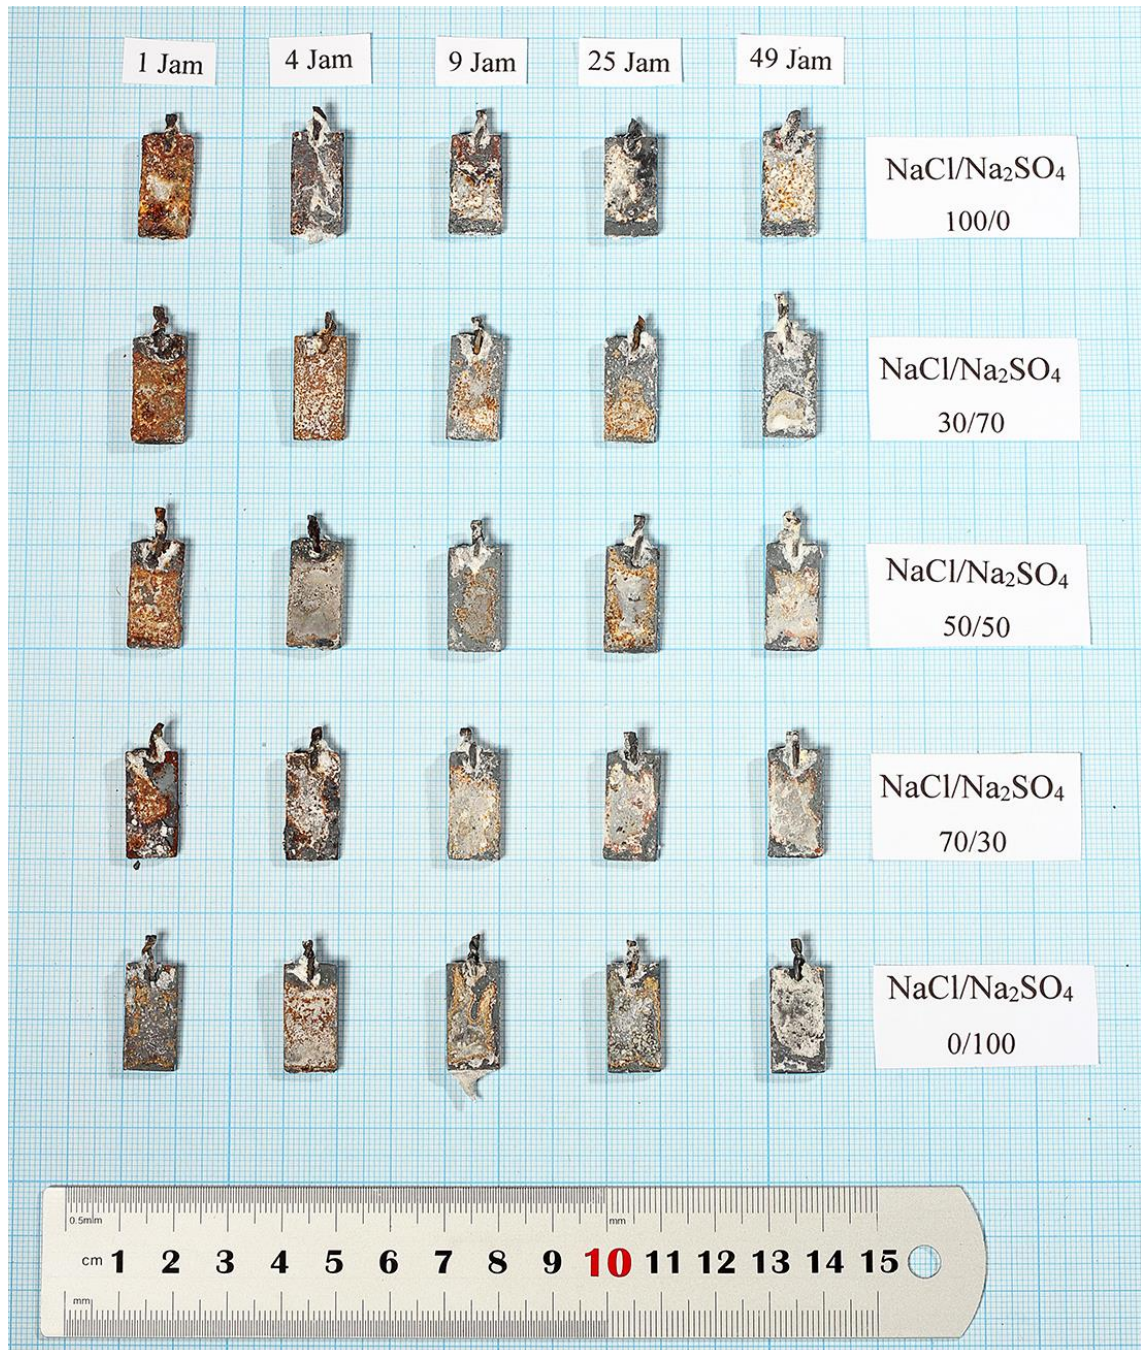 1 Jam
4 Jam
9 Jam
25 Jam
49 Jam
NaCl/Na₂SO₄
100/0
NaCl/Na₂SO₄
30/70
NaCl/Na₂SO₄
50/50
NaCl/Na₂SO₄
70/30
NaCl/Na₂SO₄
0/100
0.5mm mm
cm 1 2 3 4 5 6 7 8 9 10 11 12 13 14 15
mm